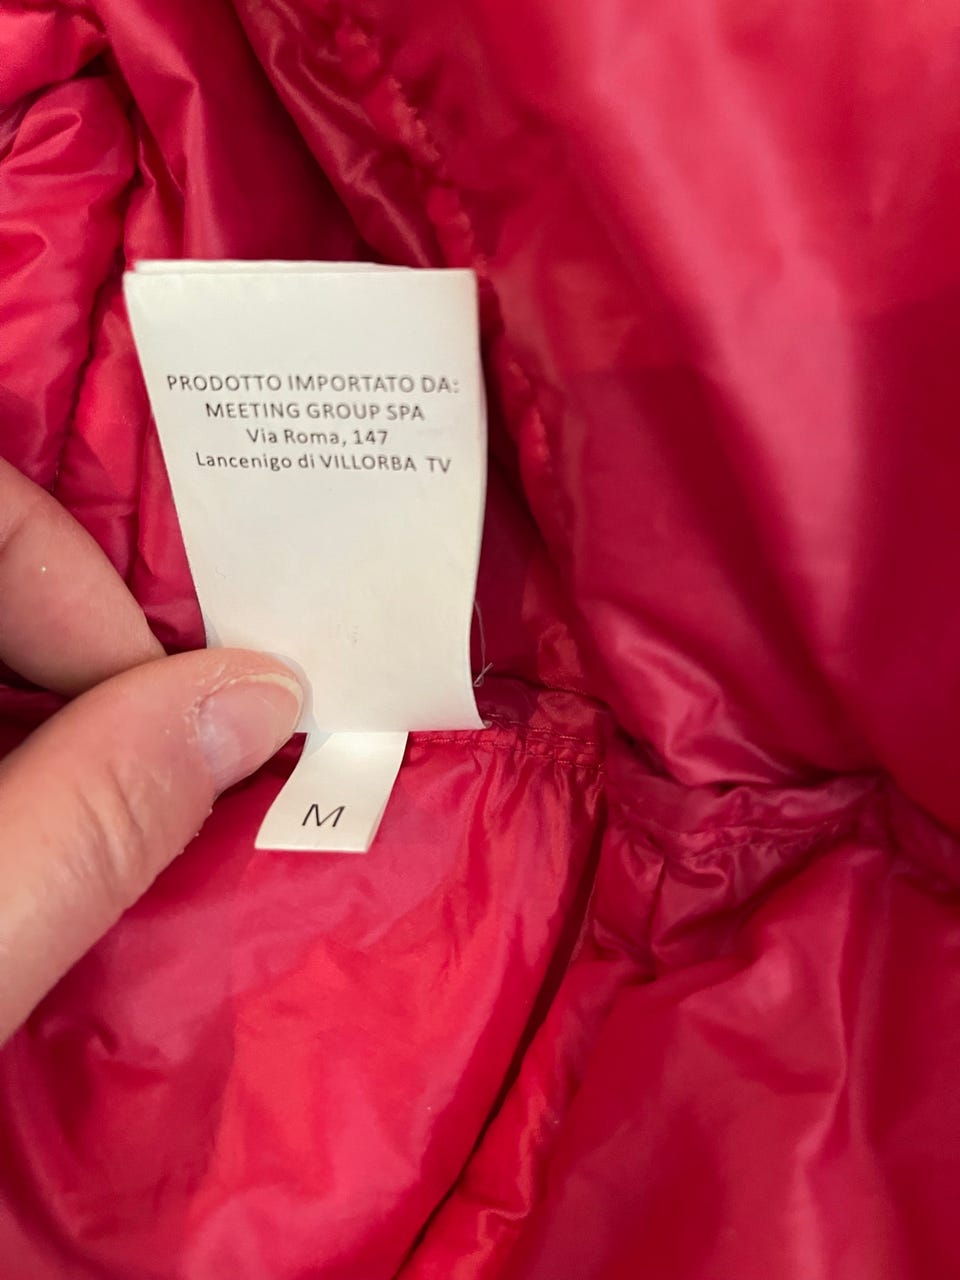 PRODOTTO IMPORTATO DA:
MEETING GROUP SPA
Via Roma, 147
Lancenigo di VILLORBA TV
M